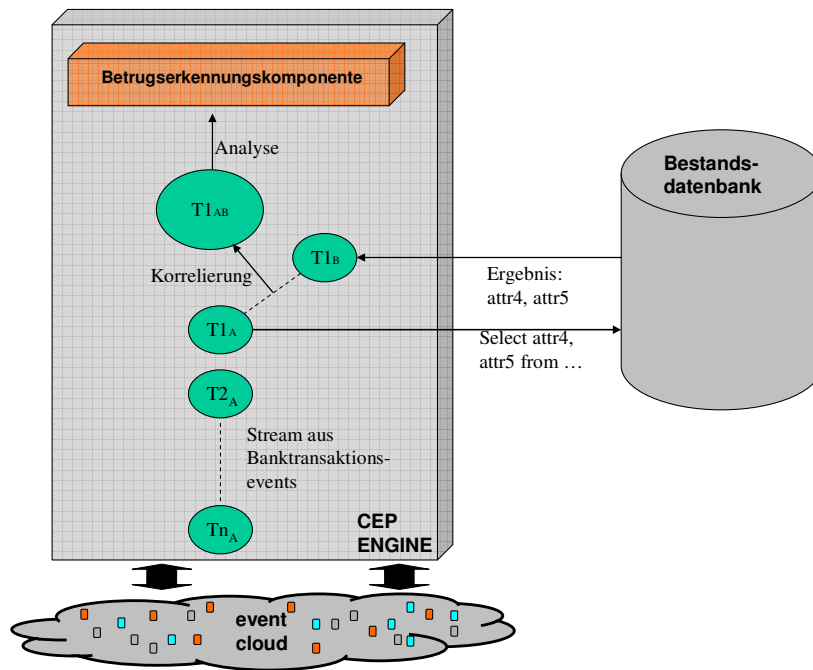 Betrugserkennungskomponente
Analyse
Bestands-
datenbank
T1AB
T1B
Korrelierung
Ergebnis:
attr4, attr5
T1A
Select attr4,
attr5 from …
T2A
Stream aus
Banktransaktions-
events
TnA
CEP
ENGINE
event
cloud